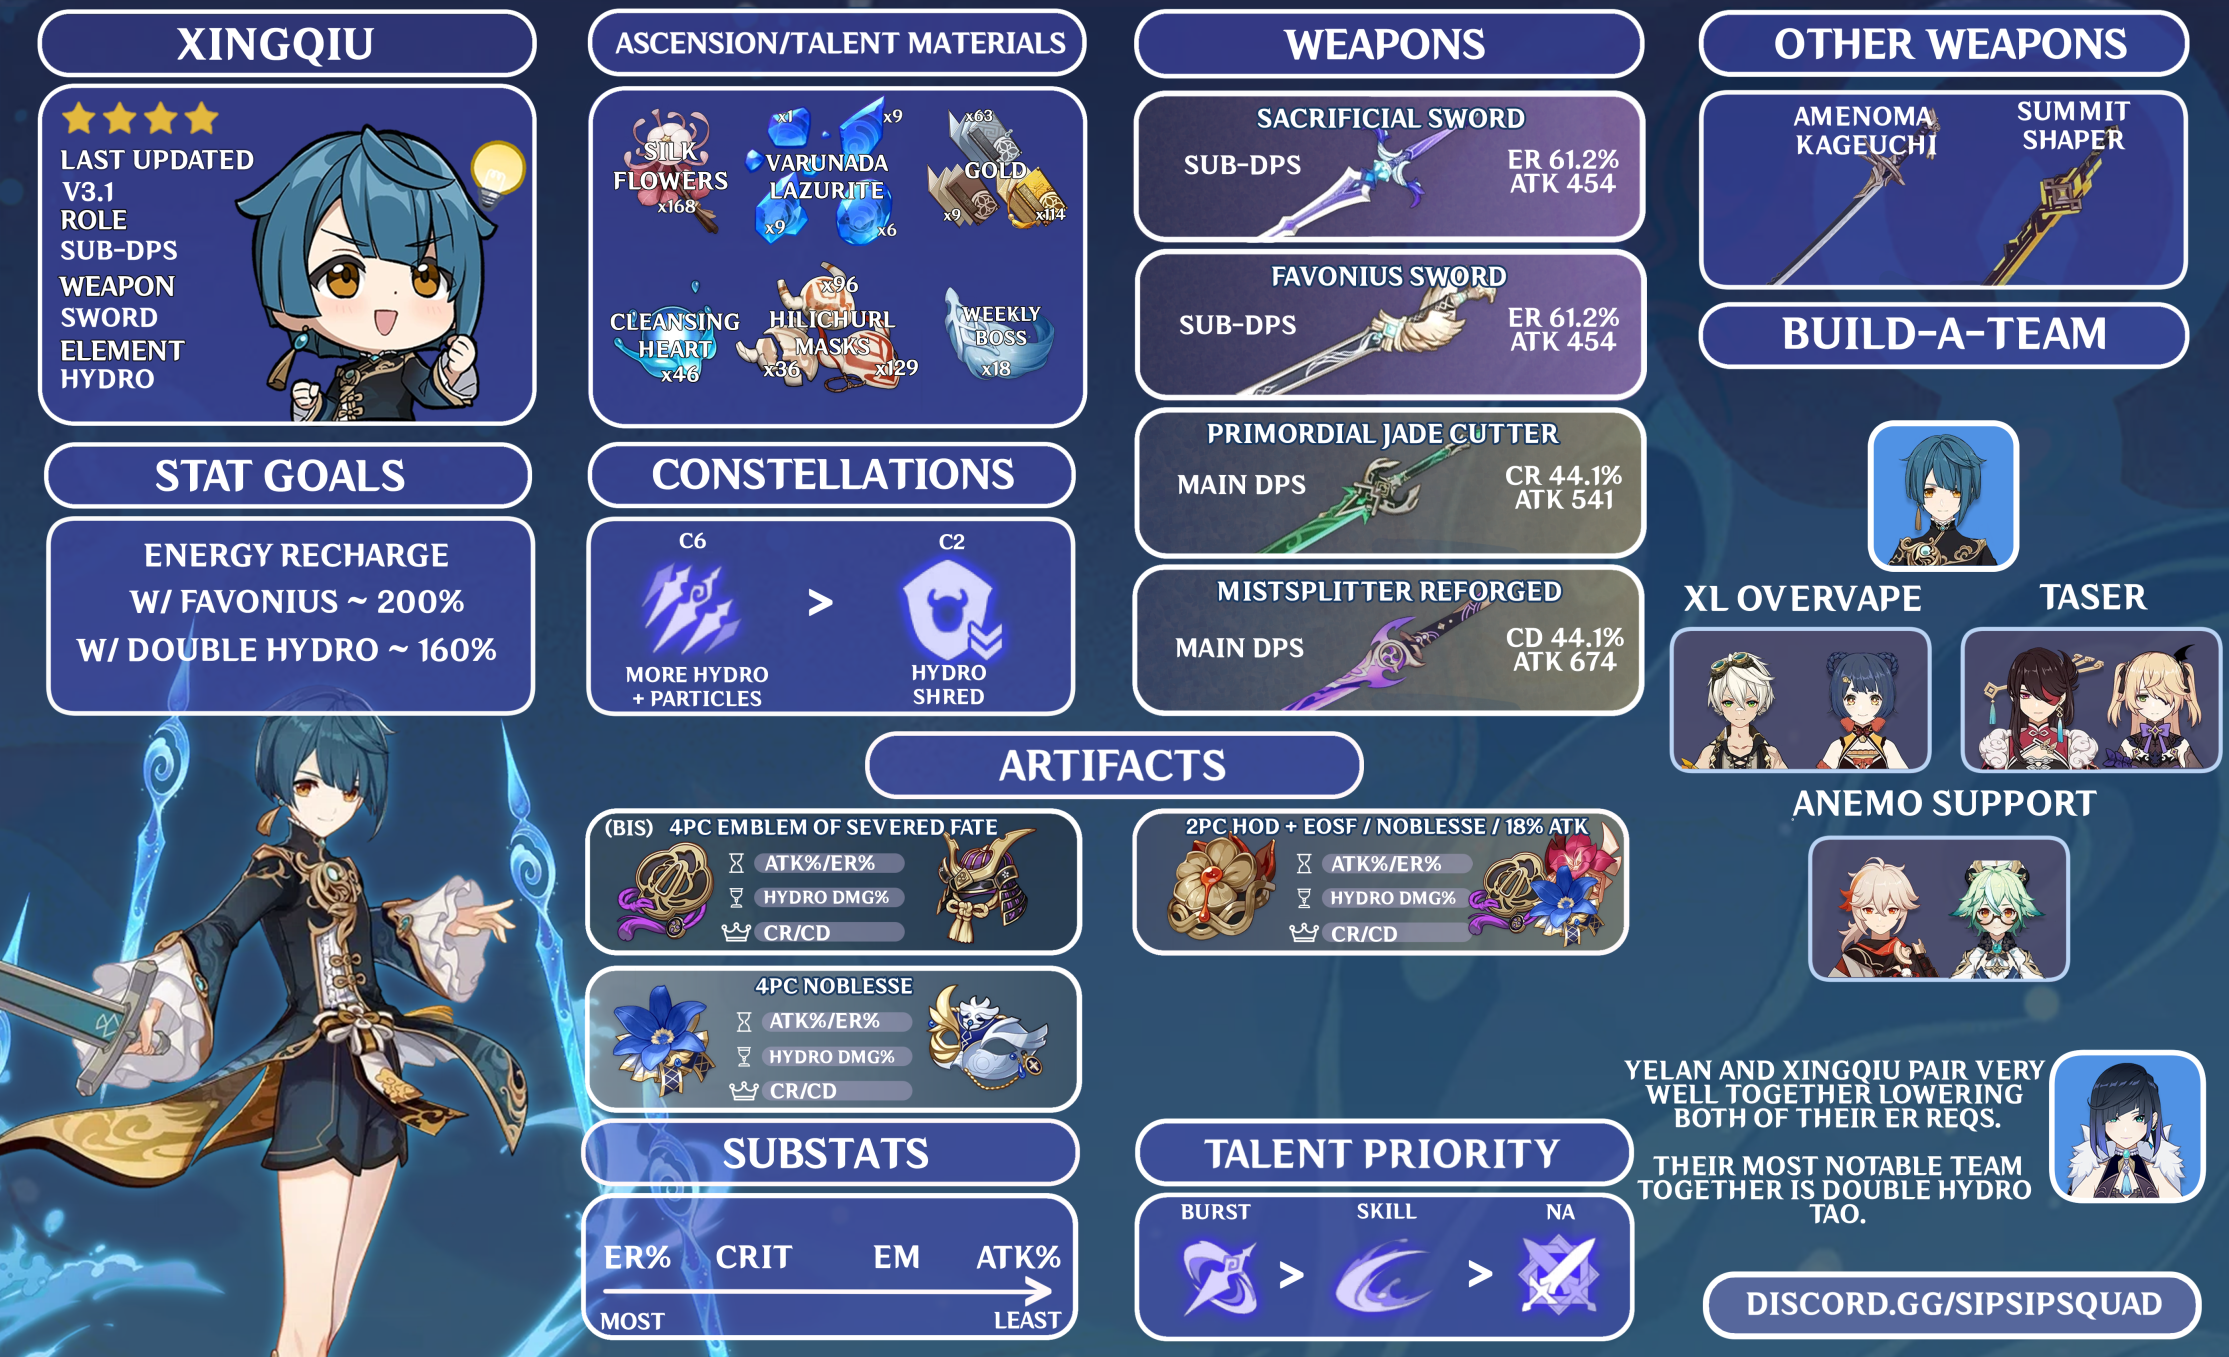 XINGQIU
LAST UPDATED
V3.1
ROLE
SUB-DPS
WEAPON
SWORD
ELEMENT
HYDRO
STAT GOALS
ENERGY RECHARGE
W/ FAVONIUS ~ 200%
W/ DOUBLE HYDRO ~ 160%
ASCENSION/TALENT MATERIALS
SILK
FLOWERS
x168
x1
x9
VARUNADA
LAZURITE
x9
x6
x63
GOLD
x9
x114
CLEANSING
HEART
x46
x96
HILICHURL
MASKS
x36
x129
WEEKLY
BOSS
x18
CONSTELLATIONS
C6
>
C2
MORE HYDRO
+ PARTICLES
HYDRO
SHRED
WEAPONS
SACRIFICIAL SWORD
SUB-DPS
ER 61.2%
ATK 454
FAVONIUS SWORD
SUB-DPS
ER 61.2%
ATK 454
PRIMORDIAL JADE CUTTER
MAIN DPS
CR 44.1%
ATK 541
MISTSPLITTER REFORGED
MAIN DPS
CD 44.1%
ATK 674
ARTIFACTS
(BIS) 4PC EMBLEM OF SEVERED FATE
ATK%/ER%
HYDRO DMG%
CR/CD
2PC HOD + EOSF / NOBLESSE / 18% ATK
ATK%/ER%
HYDRO DMG%
CR/CD
4PC NOBLESSE
ATK%/ER%
HYDRO DMG%
CR/CD
SUBSTATS
ER% CRIT EM ATK%
MOST LEAST
TALENT PRIORITY
BURST SKILL NA
> >
OTHER WEAPONS
AMENOMA
KAGEUCHI
SUMMIT
SHAPER
BUILD-A-TEAM
XL OVERVAPE
TASER
ANEMO SUPPORT
YELAN AND XINGQIU PAIR VERY
WELL TOGETHER LOWERING
BOTH OF THEIR ER REQS.
THEIR MOST NOTABLE TEAM
TOGETHER IS DOUBLE HYDRO
TAO.
DISCORD.GG/SIPSIPSQUAD